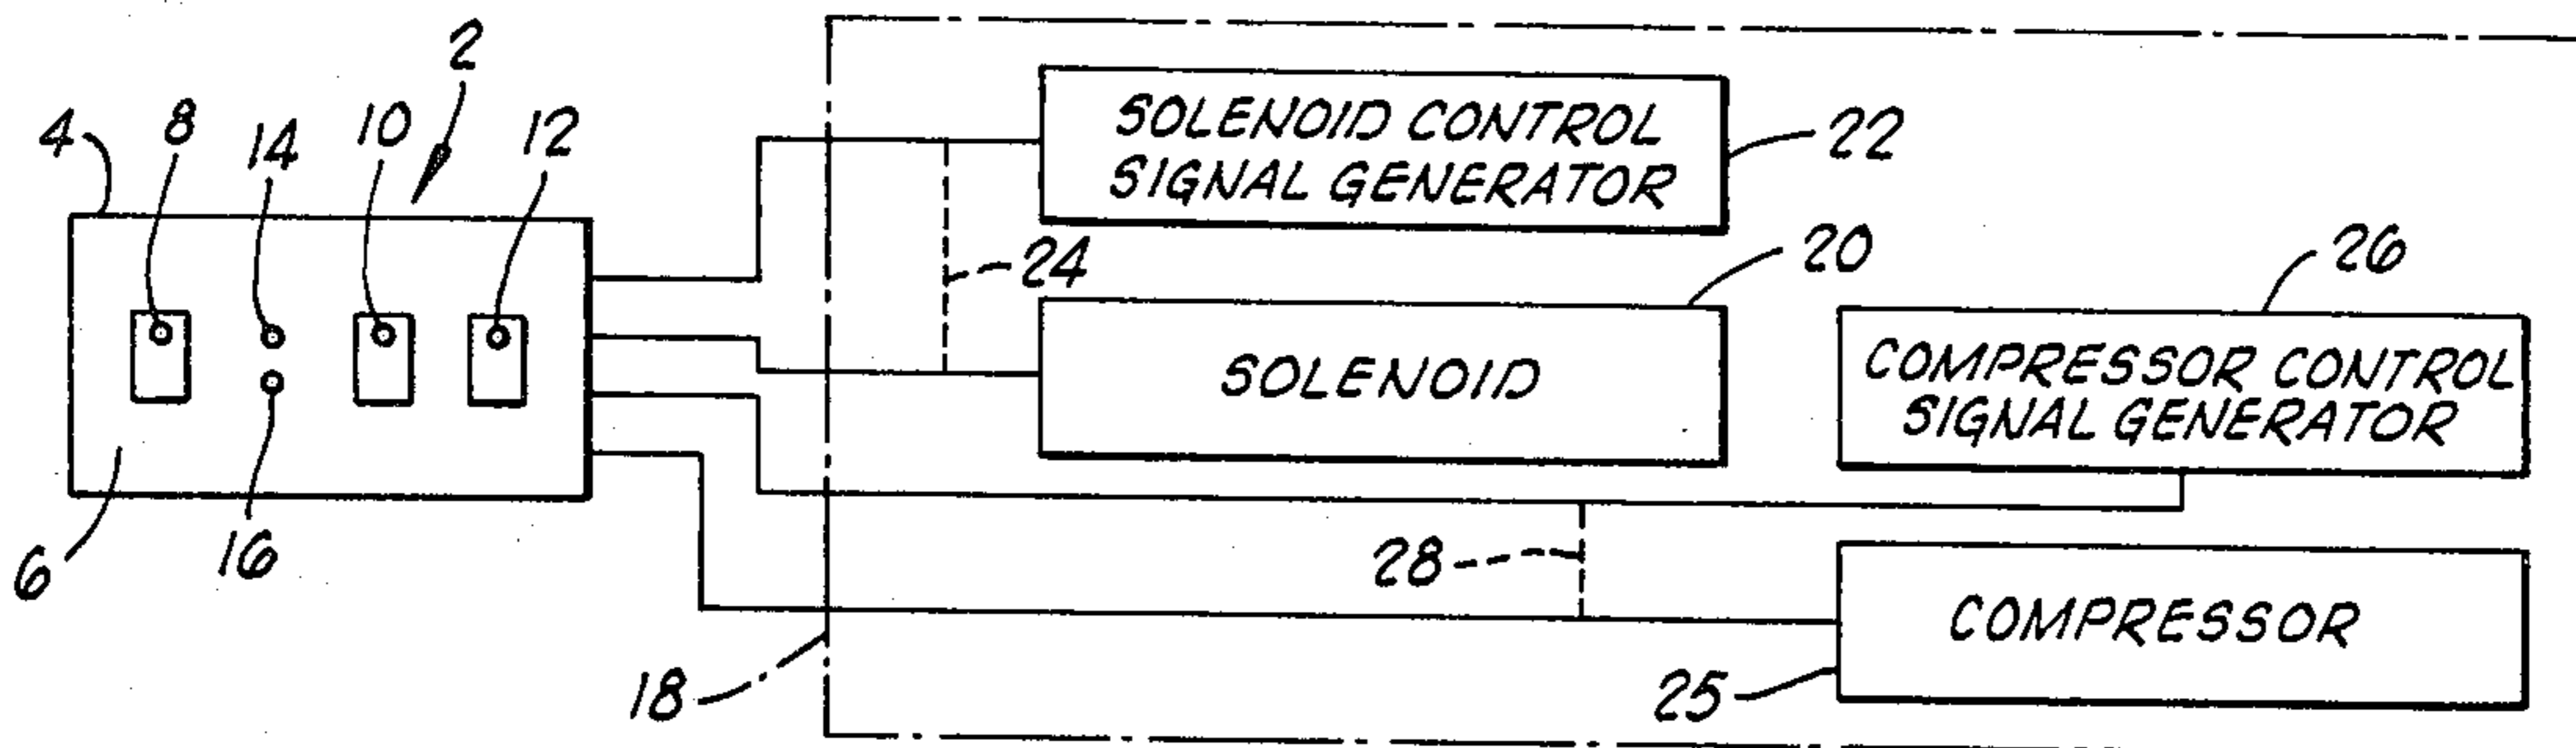 2
4
8
14
10
12
6
16
SOLENOID CONTROL
SIGNAL GENERATOR
22
24
20
SOLENOID
26
COMPRESSOR CONTROL
SIGNAL GENERATOR
28
18
25
COMPRESSOR